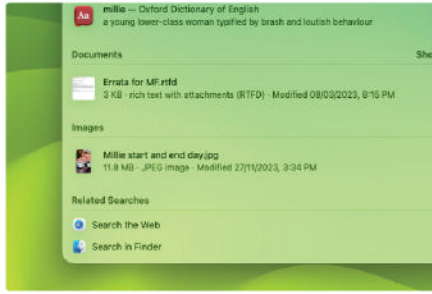 Aa
millie — Oxford Dictionary of English
a young lower-class woman typified by brash and loutish behaviour
Documents
Errata for MF.rtfd
3 KB · rich text with attachments (RTFD) · Modified 08/03/2023, 8:15 PM
Images
Millie start and end day.jpg
11.8 MB · JPEG image · Modified 27/11/2023, 3:34 PM
Related Searches
Search the Web
Search in Finder